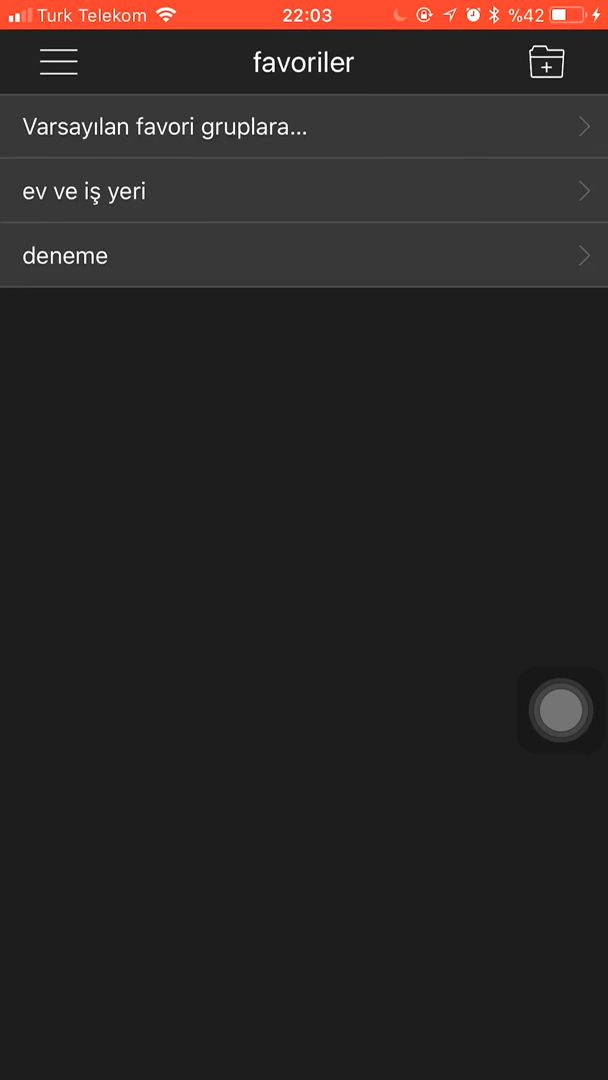 Turk Telekom 22:03 %42
favoriler
Varsayılan favori gruplara...
ev ve iş yeri
deneme